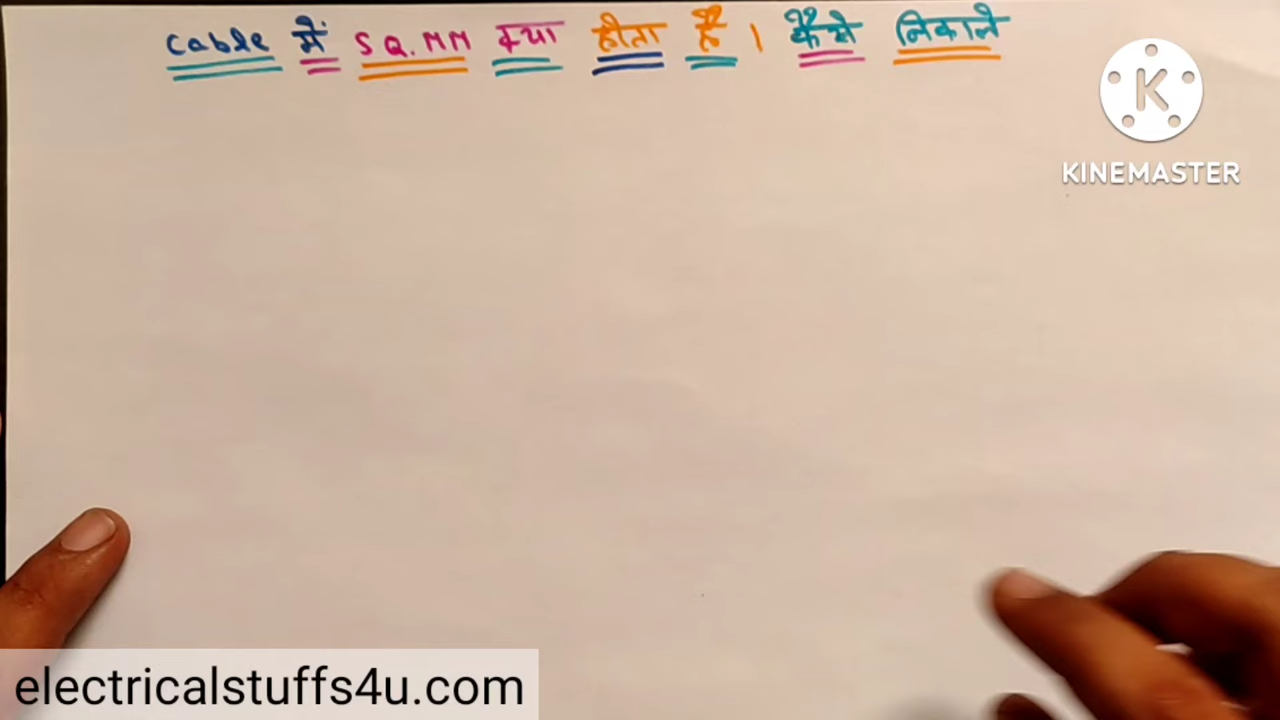 Cable में SQ.MM क्या होता है । कैसे निकाले
K
KINEMASTER
electricalstuffs4u.com